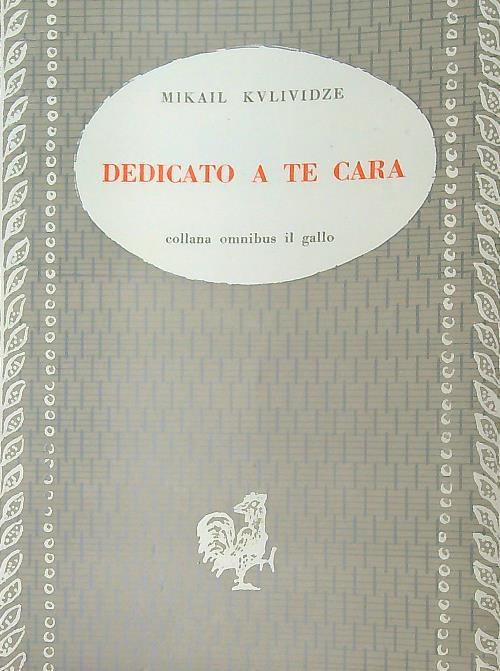 MIKAIL KVLIVIDZE
DEDICATO A TE CARA
collana omnibus il gallo